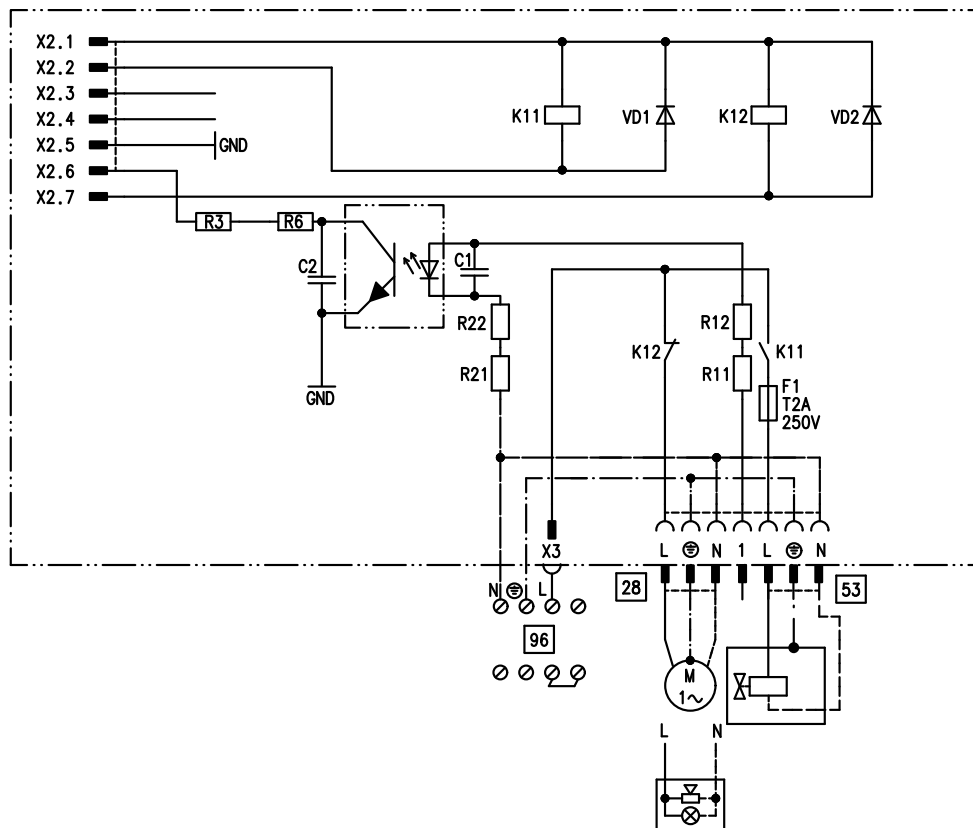 X2.1
X2.2
X2.3
X2.4
X2.5
X2.6
X2.7
GND
K11
VD1
K12
VD2
R3
R6
C2
C1
GND
R22
R21
K12
R12
R11
K11
F1
T2A
250V
X3
L
N
1
L
N
N
L
28
53
96
M
1~
L
N